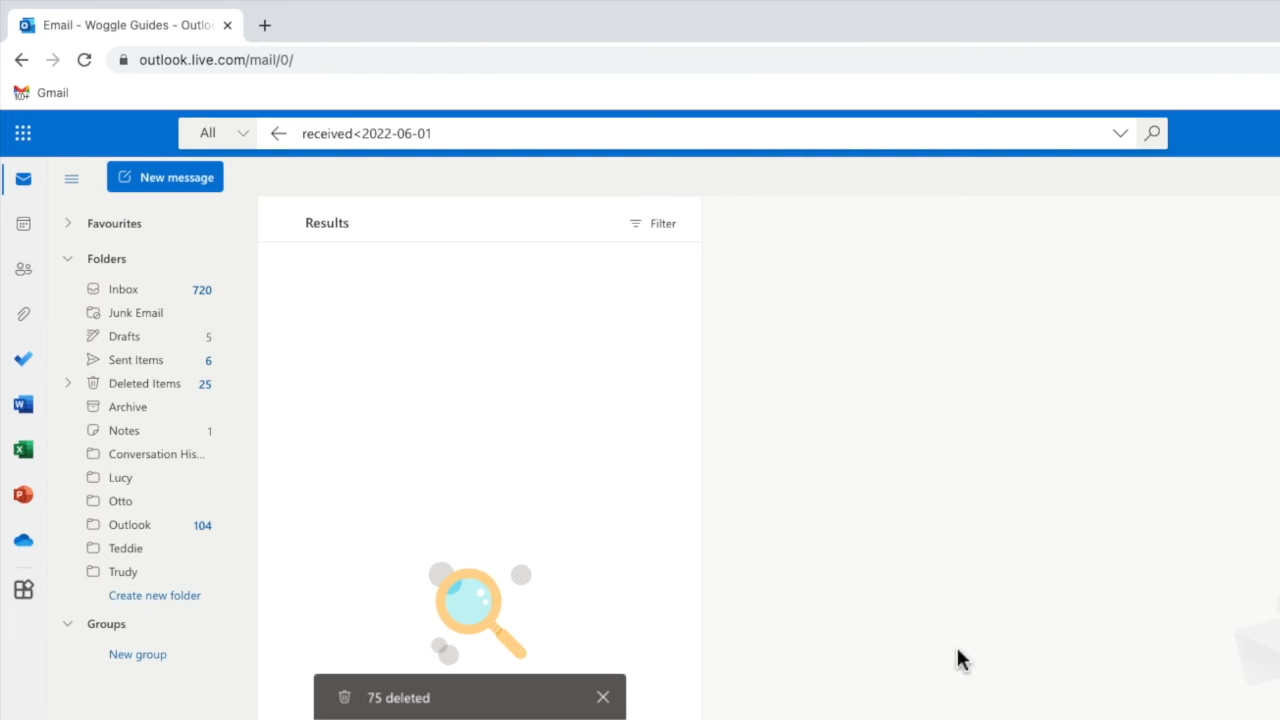 Email - Woggle Guides - Outlo
outlook.live.com/mail/0/
100+
Gmail
All
received<2022-06-01
New message
Favourites
Results
Filter
Folders
Inbox 720
Junk Email
Drafts 5
Sent Items 6
Deleted Items 25
Archive
W
Notes 1
X
Conversation His...
Lucy
P
Otto
Outlook 104
Teddie
Trudy
Create new folder
Groups
New group
75 deleted